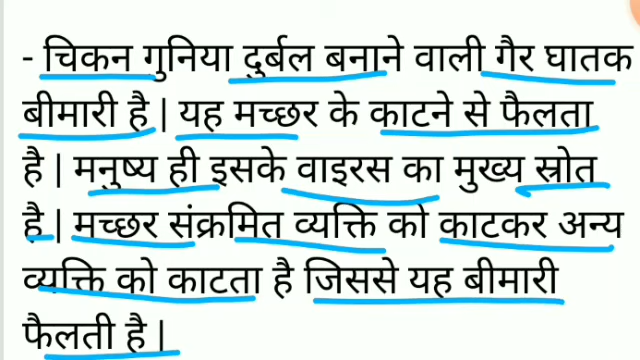 - चिकन गुनिया दुर्बल बनाने वाली गैर घातक
बीमारी है | यह मच्छर के काटने से फैलता
है | मनुष्य ही इसके वाइरस का मुख्य स्रोत
है | मच्छर संक्रमित व्यक्ति को काटकर अन्य
व्यक्ति को काटता है जिससे यह बीमारी
फैलती है |